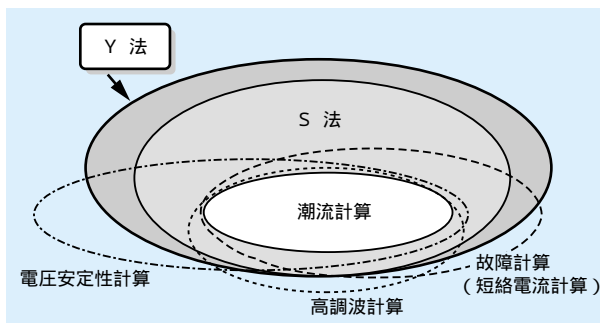 Y 法
S 法
潮流計算
電圧安定性計算
故障計算
(短絡電流計算)
高調波計算